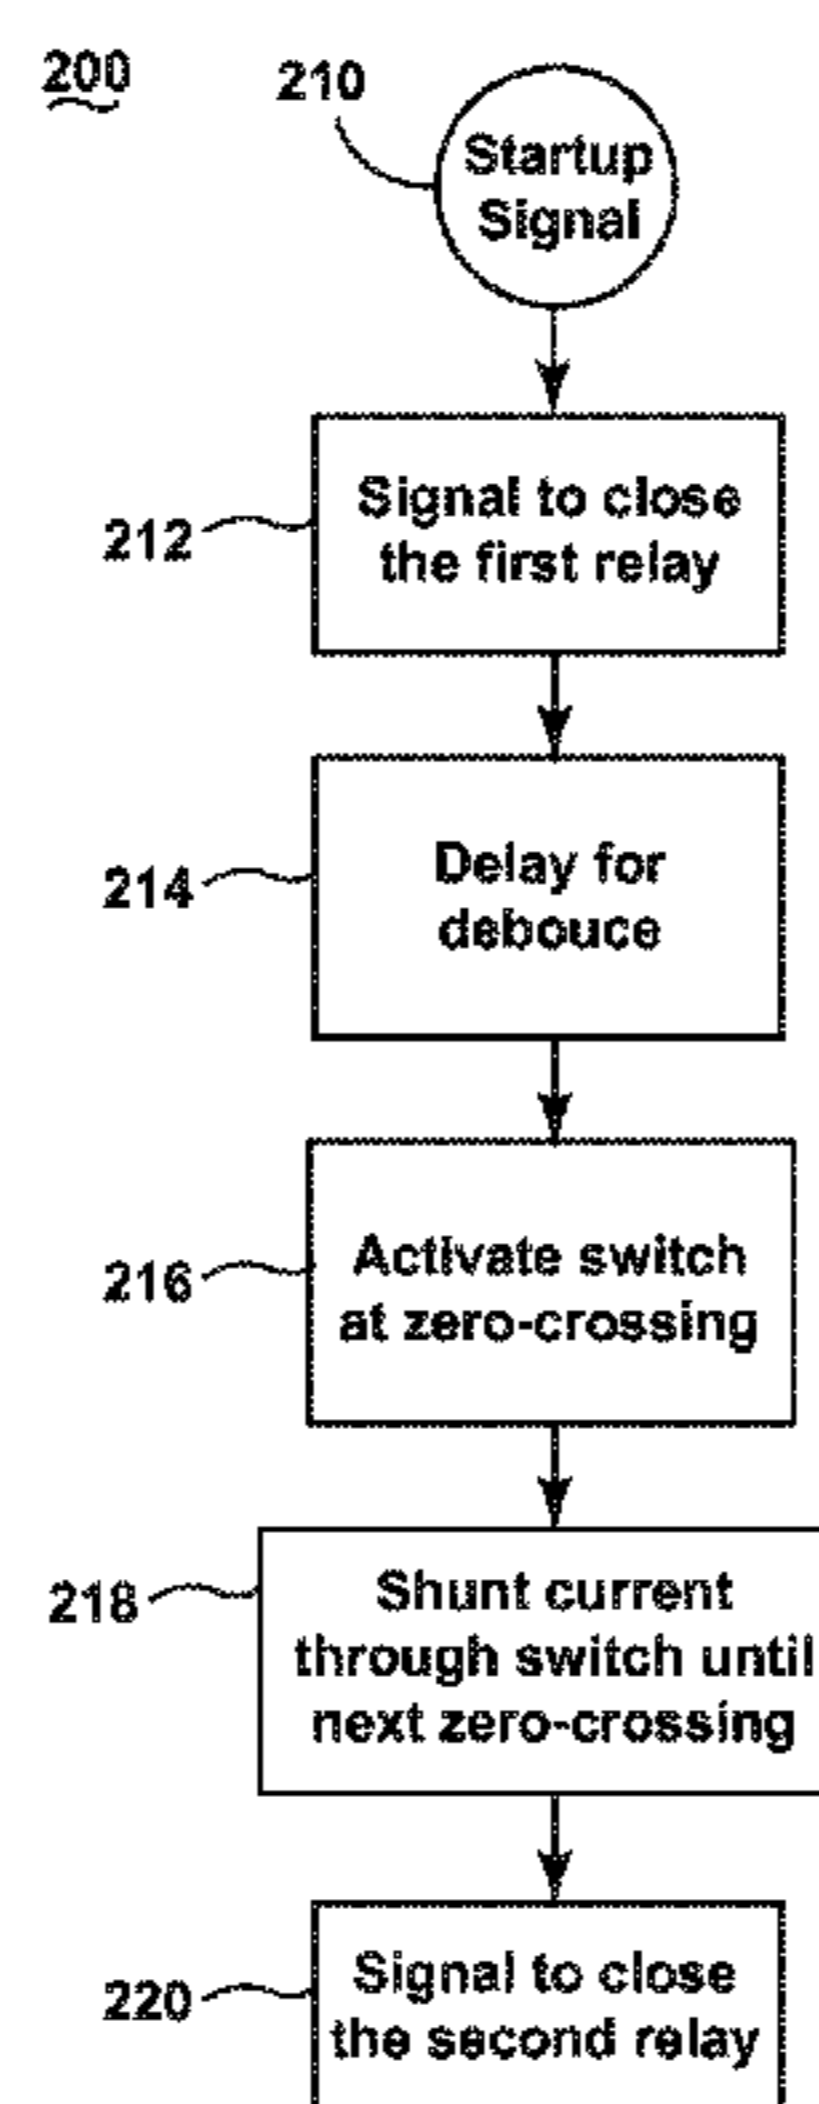 200
210
Startup
Signal
212
Signal to close
the first relay
214
Delay for
debouce
216
Activate switch
at zero-crossing
218
Shunt current
through switch until
next zero-crossing
220
Signal to close
the second relay